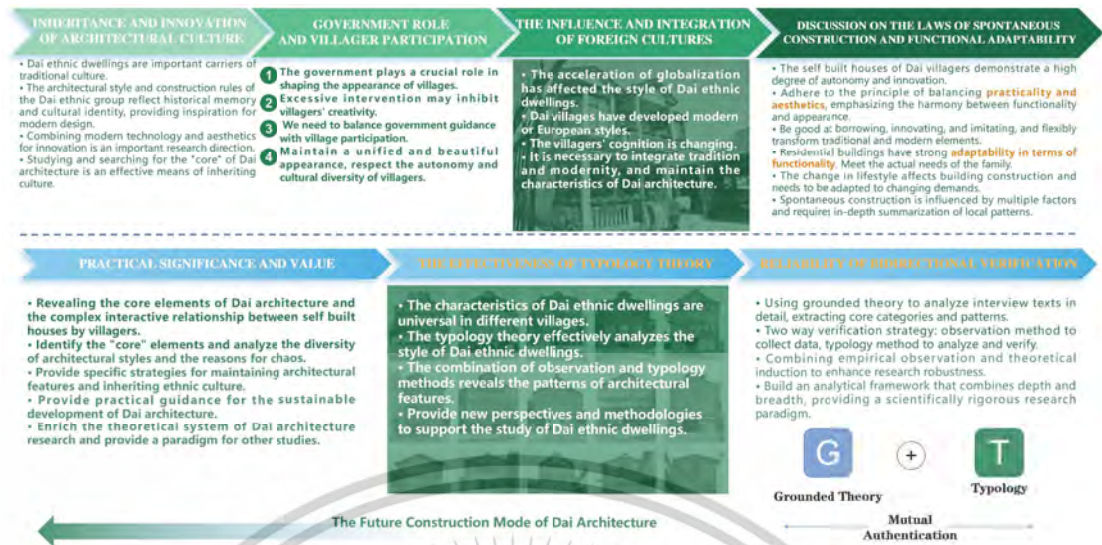 INHERITANCE AND INNOVATION
OF ARCHITECTURAL CULTURE
• Dai ethnic dwellings are important carriers of
traditional culture.
• The architectural style and construction rules of
the Dai ethnic group reflect historical memory
and cultural identity, providing inspiration for
modern design.
• Combining modern technology and aesthetics
for innovation is an important research direction.
• Studying and searching for the "core" of Dai
architecture is an effective means of inheriting
culture.
GOVERNMENT ROLE
AND VILLAGER PARTICIPATION
1 The government plays a crucial role in
shaping the appearance of villages.
2 Excessive intervention may inhibit
villagers' creativity.
3 We need to balance government guidance
with village participation.
4 Maintain a unified and beautiful
appearance, respect the autonomy and
cultural diversity of villagers.
THE INFLUENCE AND INTEGRATION
OF FOREIGN CULTURES
• The acceleration of globalization
has affected the style of Dai ethnic
dwellings.
• Dai villages have developed modern
or European styles.
• The villagers' cognition is changing.
• It is necessary to integrate tradition
and modernity, and maintain the
characteristics of Dai architecture.
DISCUSSION ON THE LAWS OF SPONTANEOUS
CONSTRUCTION AND FUNCTIONAL ADAPTABILITY
• The self built houses of Dai villagers demonstrate a high
degree of autonomy and innovation.
• Adhere to the principle of balancing practicality and
aesthetics, emphasizing the harmony between functionality
and appearance.
• Be good at borrowing, innovating, and imitating, and flexibly
transform traditional and modern elements.
• Residential buildings have strong adaptability in terms of
functionality. Meet the actual needs of the family.
• The change in lifestyle affects building construction and
needs to be adapted to changing demands.
• Spontaneous construction is influenced by multiple factors
and requires in-depth summarization of local patterns.
PRACTICAL SIGNIFICANCE AND VALUE
• Revealing the core elements of Dai architecture and
the complex interactive relationship between self built
houses by villagers.
• Identify the "core" elements and analyze the diversity
of architectural styles and the reasons for chaos.
• Provide specific strategies for maintaining architectural
features and inheriting ethnic culture.
• Provide practical guidance for the sustainable
development of Dai architecture.
• Enrich the theoretical system of Dai architecture
research and provide a paradigm for other studies.
THE EFFECTIVENESS OF TYPOLOGY THEORY
• The characteristics of Dai ethnic dwellings are
universal in different villages.
• The typology theory effectively analyzes the
style of Dai ethnic dwellings.
• The combination of observation and typology
methods reveals the patterns of architectural
features.
• Provide new perspectives and methodologies
to support the study of Dai ethnic dwellings.
RELIABILITY OF BIDIRECTIONAL VERIFICATION
• Using grounded theory to analyze interview texts in
detail, extracting core categories and patterns.
• Two way verification strategy: observation method to
collect data, typology method to analyze and verify.
• Combining empirical observation and theoretical
induction to enhance research robustness.
• Build an analytical framework that combines depth and
breadth, providing a scientifically rigorous research
paradigm.
G + T
Grounded Theory Typology
Mutual
Authentication
The Future Construction Mode of Dai Architecture